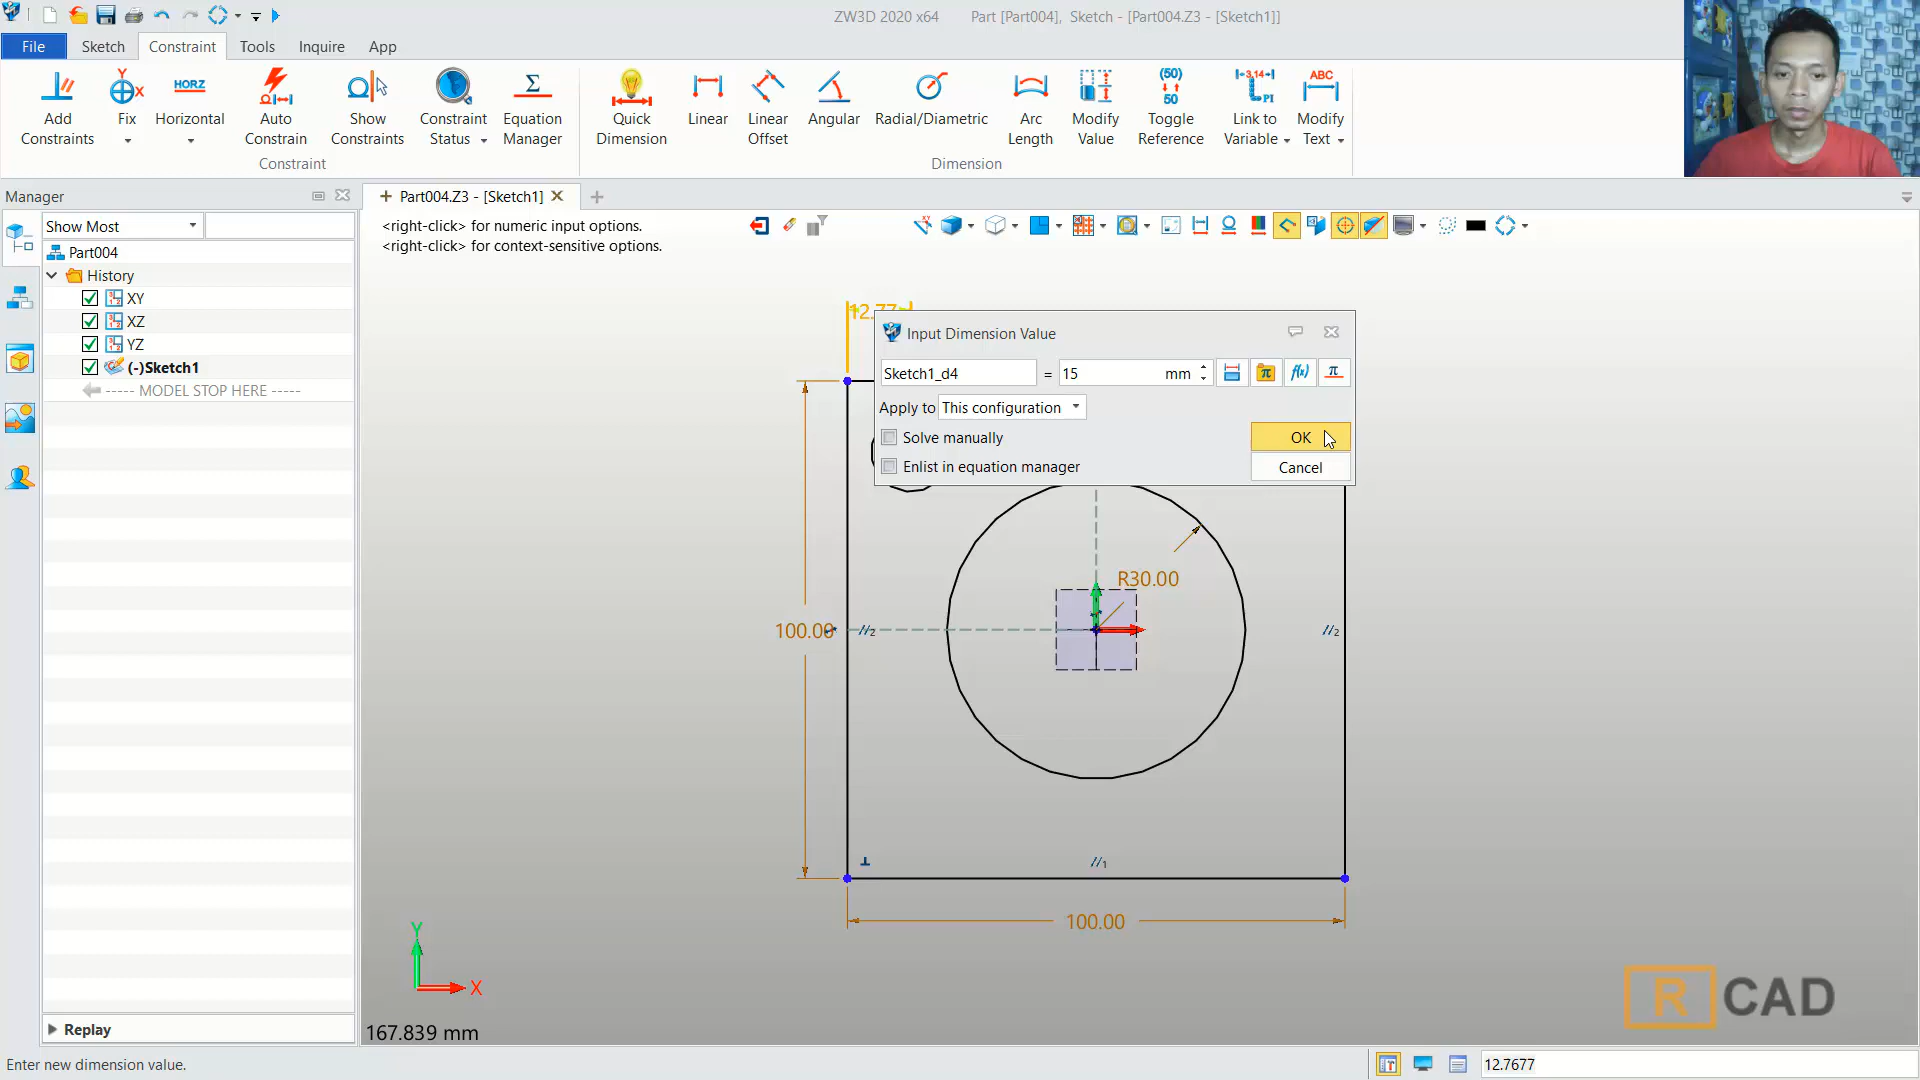 ZW3D 2020 x64 Part [Part004], Sketch - [Part004.Z3 - [Sketch1]]
File Sketch Constraint Tools Inquire App
Add Constraints
Fix
Horizontal
Auto Constrain
Show Constraints
Constraint Status
Equation Manager
Quick Dimension
Linear
Linear Offset
Angular
Radial/Diametric
Arc Length
Modify Value
Toggle Reference
Link to Variable
Modify Text
Constraint Dimension
Manager
Part004.Z3 - [Sketch1]
Show Most
<right-click> for numeric input options.
<right-click> for context-sensitive options.
Part004
History
XY
XZ
YZ
(-)Sketch1
----- MODEL STOP HERE -----
Input Dimension Value
Sketch1_d4 = 15 mm
Apply to This configuration
Solve manually
OK
Enlist in equation manager
Cancel
R30.00
100.00
100.00
Y
X
R CAD
Replay
167.839 mm
Enter new dimension value.
12.7677